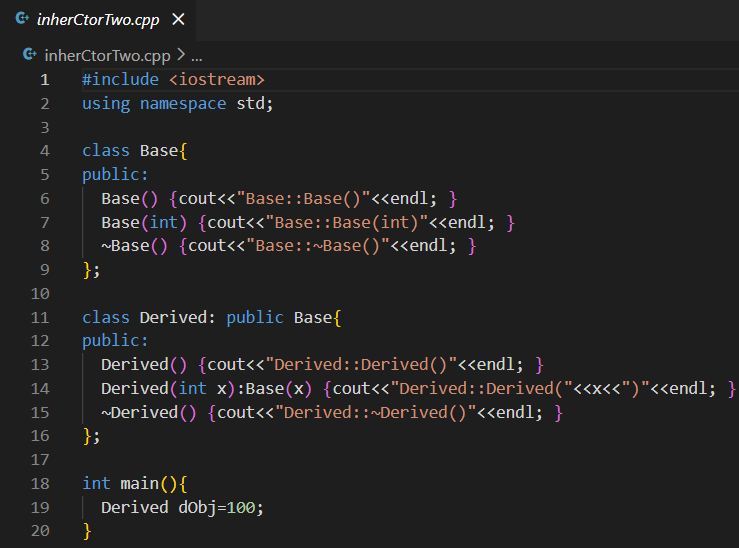 inherCtorTwo.cpp ×
inherCtorTwo.cpp > ...
1 #include <iostream>
2 using namespace std;
3
4 class Base{
5 public:
6   Base() {cout<<"Base::Base()"<<endl; }
7   Base(int) {cout<<"Base::Base(int)"<<endl; }
8   ~Base() {cout<<"Base::~Base()"<<endl; }
9 };
10
11 class Derived: public Base{
12 public:
13   Derived() {cout<<"Derived::Derived()"<<endl; }
14   Derived(int x):Base(x) {cout<<"Derived::Derived("<<x<<")"<<endl; }
15   ~Derived() {cout<<"Derived::~Derived()"<<endl; }
16 };
17
18 int main(){
19   Derived dObj=100;
20 }